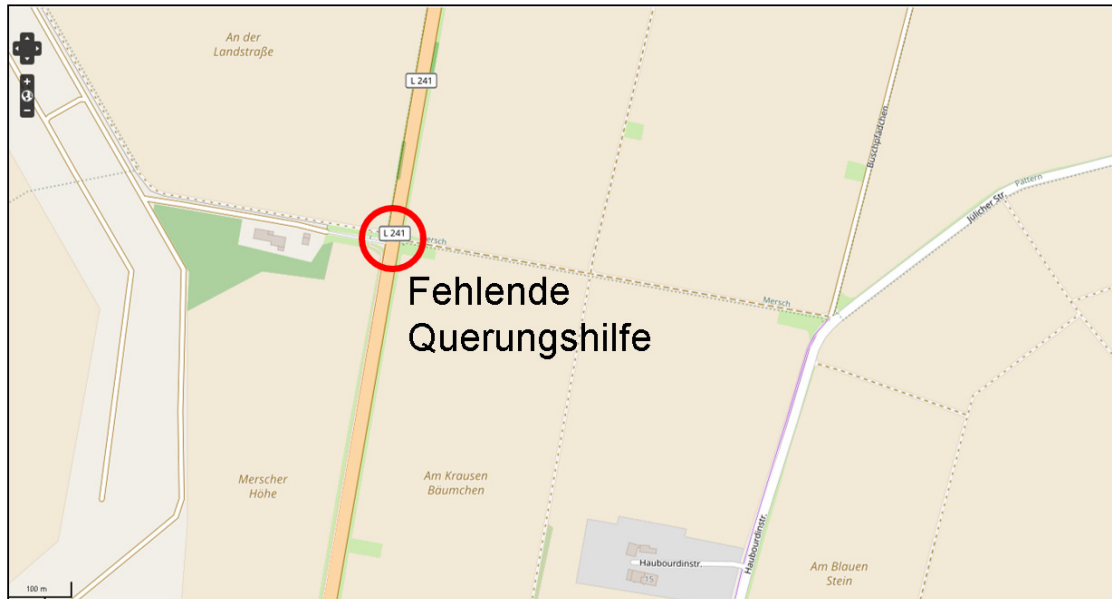 An der
Landstraße
L 241
Buschpfädchen
Pattern
Jülicher Str.
L 241
Mersch
Fehlende
Querungshilfe
Mersch
Merscher
Höhe
Am Krausen
Bäumchen
Haubourdinstr.
Haubourdinstr.
15
Am Blauen
Stein
100 m